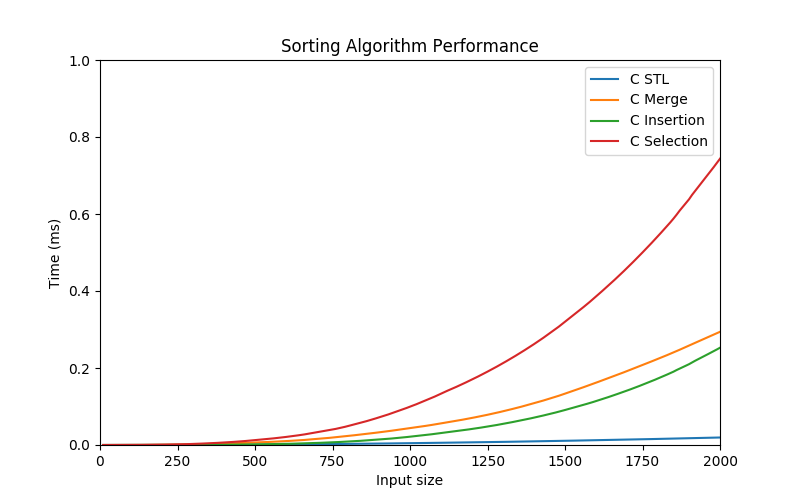 Sorting Algorithm Performance
1.0
0.8
0.6
0.4
0.2
0.0
Time (ms)
C STL
C Merge
C Insertion
C Selection
0 250 500 750 1000 1250 1500 1750 2000
Input size